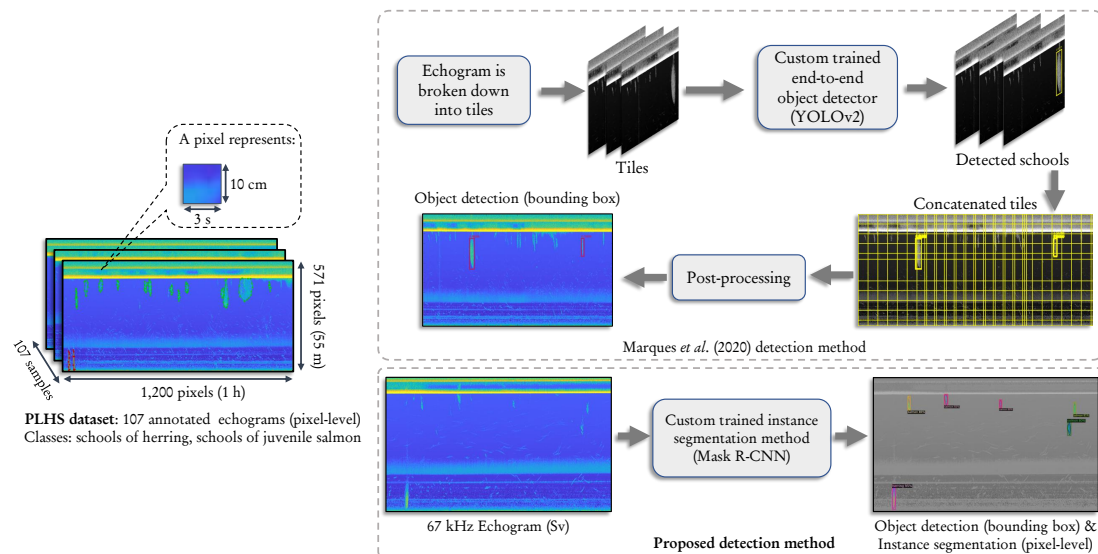 A pixel represents:
10 cm
3 s
571 pixels (55 m)
107 samples
1,200 pixels (1 h)
PLHS dataset: 107 annotated echograms (pixel-level)
Classes: schools of herring, schools of juvenile salmon
Echogram is
broken down
into tiles
Tiles
Custom trained
end-to-end
object detector
(YOLOv2)
Detected schools
Concatenated tiles
Post-processing
Object detection (bounding box)
Marques et al. (2020) detection method
67 kHz Echogram (Sv)
Custom trained instance
segmentation method
(Mask R-CNN)
Object detection (bounding box) &
Instance segmentation (pixel-level)
Proposed detection method